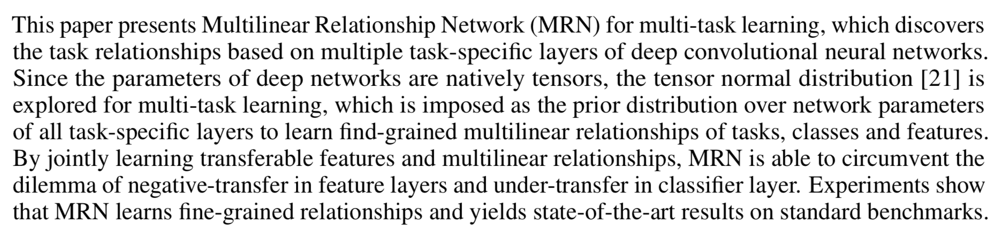 This paper presents Multilinear Relationship Network (MRN) for multi-task learning, which discovers
the task relationships based on multiple task-specific layers of deep convolutional neural networks.
Since the parameters of deep networks are natively tensors, the tensor normal distribution [21] is
explored for multi-task learning, which is imposed as the prior distribution over network parameters
of all task-specific layers to learn find-grained multilinear relationships of tasks, classes and features.
By jointly learning transferable features and multilinear relationships, MRN is able to circumvent the
dilemma of negative-transfer in feature layers and under-transfer in classifier layer. Experiments show
that MRN learns fine-grained relationships and yields state-of-the-art results on standard benchmarks.